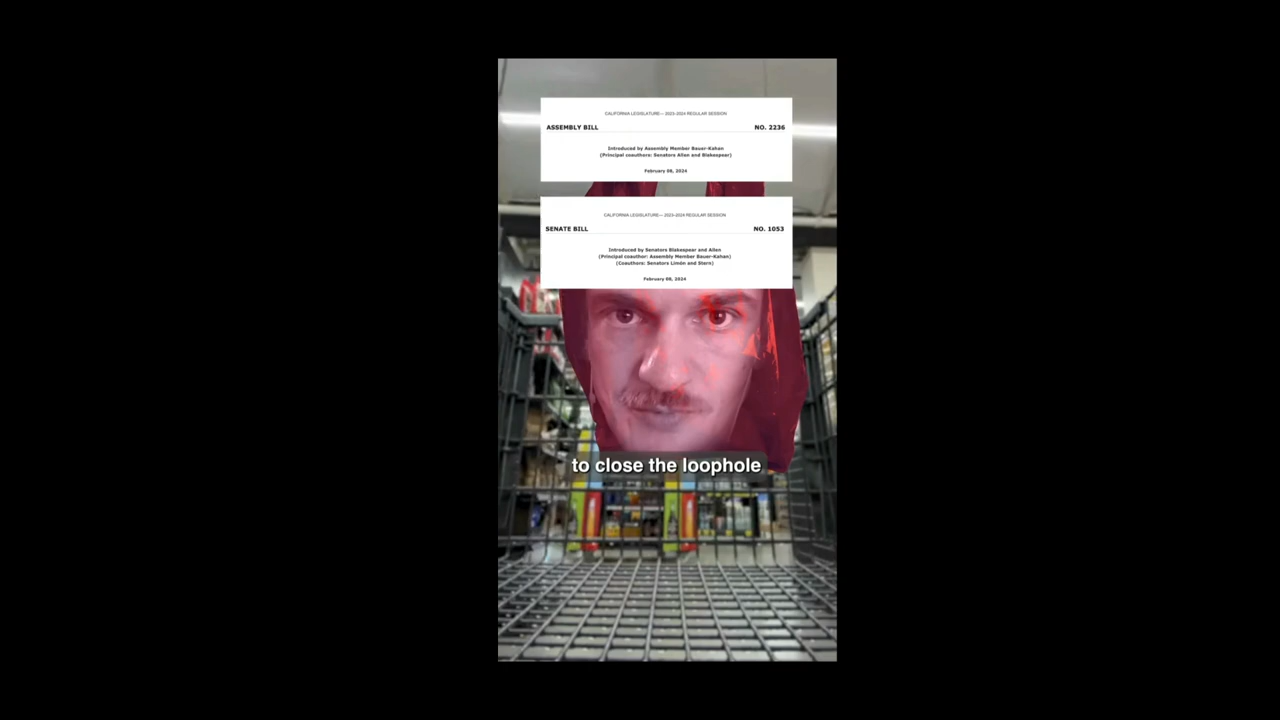 CALIFORNIA LEGISLATURE— 2023–2024 REGULAR SESSION
ASSEMBLY BILL NO. 2236
Introduced by Assembly Member Bauer-Kahan
(Principal coauthors: Senators Allen and Blakespear)
February 08, 2024
CALIFORNIA LEGISLATURE— 2023–2024 REGULAR SESSION
SENATE BILL NO. 1053
Introduced by Senators Blakespear and Allen
(Principal coauthor: Assembly Member Bauer-Kahan)
(Coauthors: Senators Limón and Stern)
February 08, 2024
to close the loophole